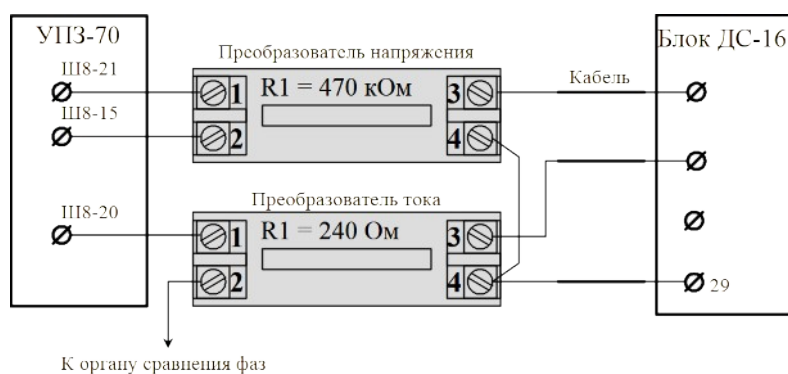 УПЗ-70
Блок ДС-16
Преобразователь напряжения
Ш8-21
1
R1 = 470 кОм
3
Кабель
Ш8-15
2
4
Преобразователь тока
Ш8-20
1
R1 = 240 Ом
3
2
4
29
К органу сравнения фаз